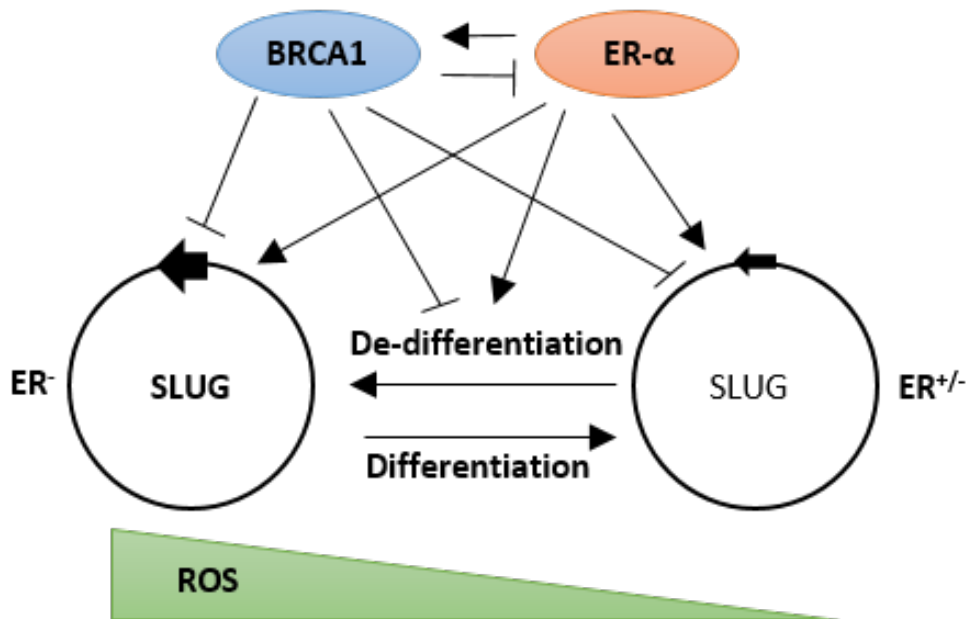 BRCA1
ER-α
De-differentiation
ER⁻
SLUG
SLUG
ER⁺/⁻
Differentiation
ROS